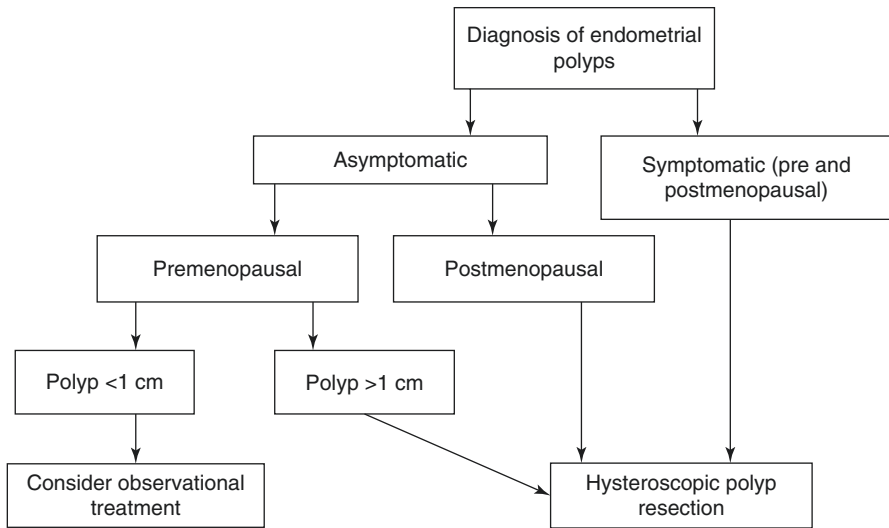 Diagnosis of endometrial
polyps
Asymptomatic
Symptomatic (pre and
postmenopausal)
Premenopausal
Postmenopausal
Polyp <1 cm
Polyp >1 cm
Consider observational
treatment
Hysteroscopic polyp
resection